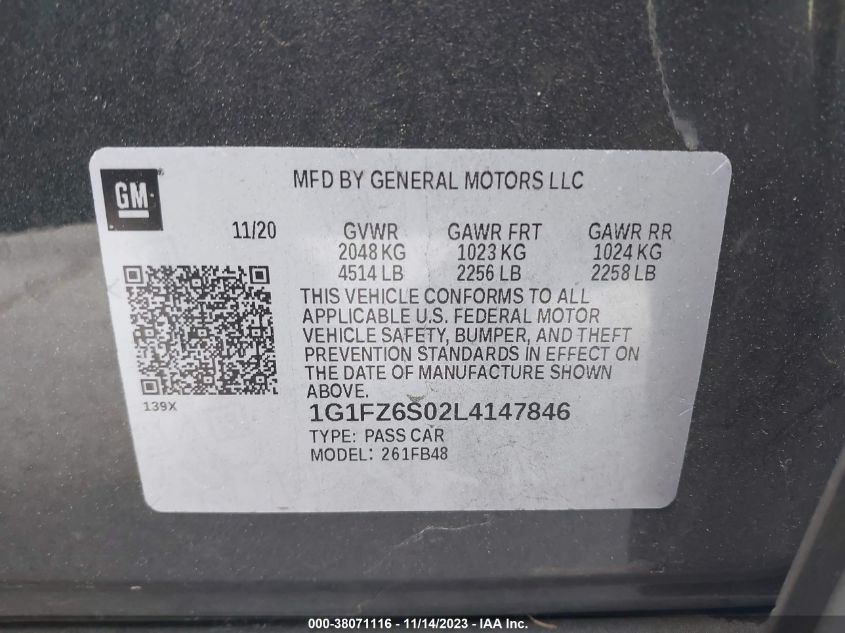 GM
MFD BY GENERAL MOTORS LLC
11/20 GVWR GAWR FRT GAWR RR
2048 KG 1023 KG 1024 KG
4514 LB 2256 LB 2258 LB
THIS VEHICLE CONFORMS TO ALL
APPLICABLE U.S. FEDERAL MOTOR
VEHICLE SAFETY, BUMPER, AND THEFT
PREVENTION STANDARDS IN EFFECT ON
THE DATE OF MANUFACTURE SHOWN
ABOVE.
139X
1G1FZ6S02L4147846
TYPE: PASS CAR
MODEL: 261FB48
000-38071116 - 11/14/2023 - IAA Inc.